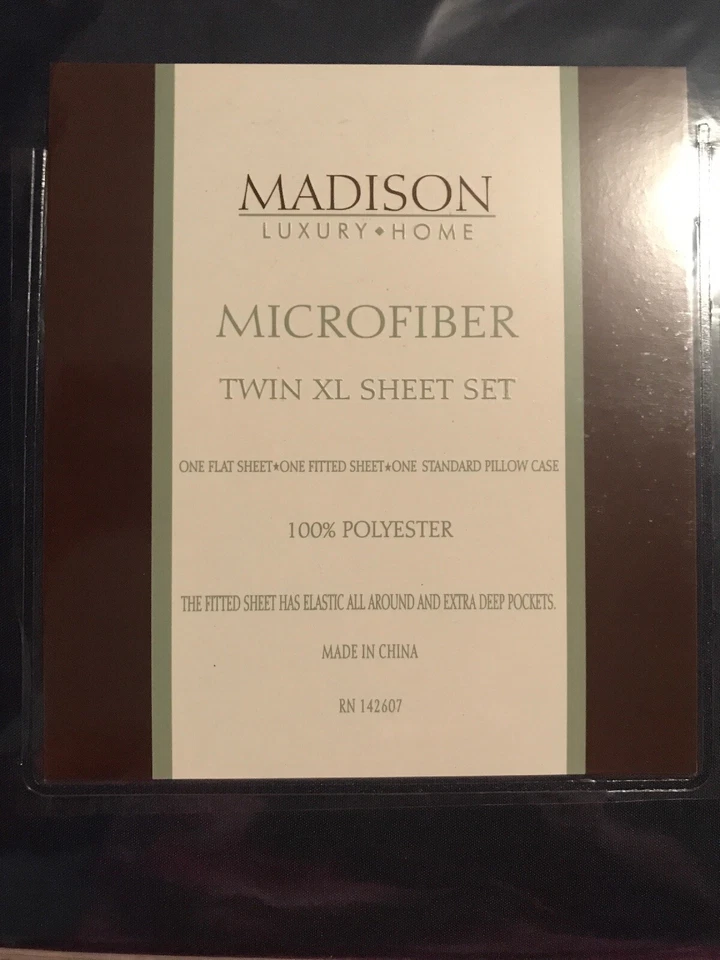 MADISON
LUXURY◆HOME
MICROFIBER
TWIN XL SHEET SET
ONE FLAT SHEET★ONE FITTED SHEET★ONE STANDARD PILLOW CASE
100% POLYESTER
THE FITTED SHEET HAS ELASTIC ALL AROUND AND EXTRA DEEP POCKETS.
MADE IN CHINA
RN 142607